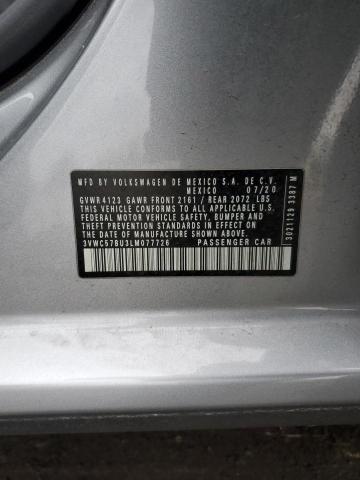 MFD BY VOLKSWAGEN DE MEXICO S.A. DE C.V.
MEXICO 07/20
GVWR 4123 GAWR FRONT 2161 / REAR 2072 LBS
THIS VEHICLE CONFORMS TO ALL APPLICABLE U.S.
FEDERAL MOTOR VEHICLE SAFETY, BUMPER AND
THEFT PREVENTION STANDARDS IN EFFECT ON THE
DATE OF MANUFACTURE SHOWN ABOVE.
3VWC57BU3LM077726 PASSENGER CAR
3021129 3387 M